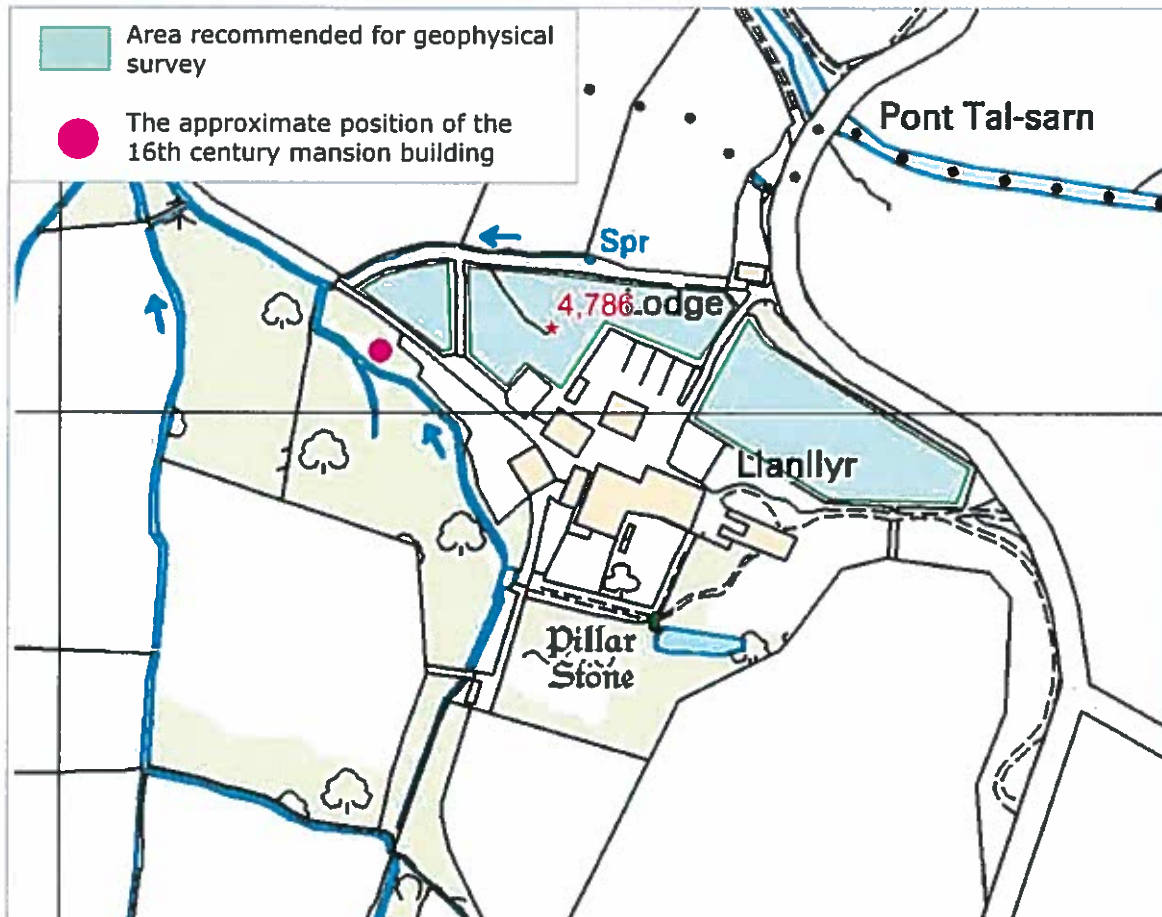 Area recommended for geophysical
survey
The approximate position of the
16th century mansion building
Pont Tal-sarn
Spr
4,786
Lodge
Llanllyr
Pillar
Stone